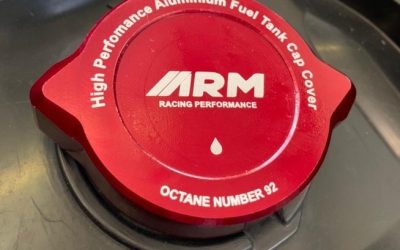 High Perfomance Aluminium Fuel Tank Cap Cover
ARM
RACING PERFORMANCE
OCTANE NUMBER 92